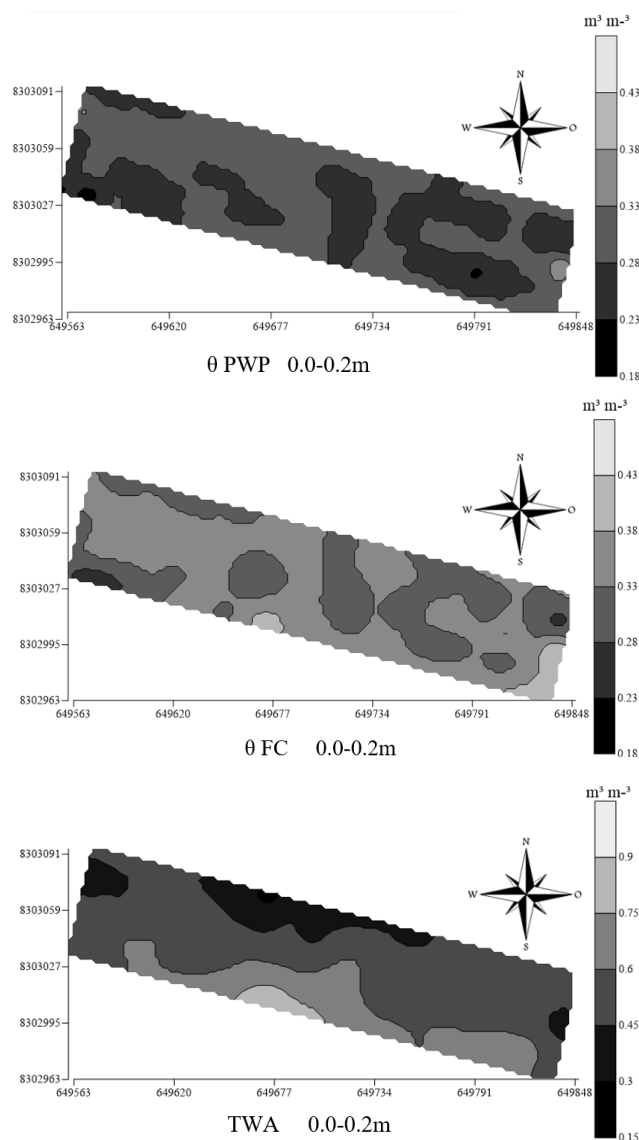 m³ m-³
N
W O
S
0.43
0.38
0.33
0.28
0.23
0.18
8303091
8303059
8303027
8302995
8302963
649563 649620 649677 649734 649791 649848
θ PWP 0.0-0.2m
m³ m-³
N
W O
S
0.43
0.38
0.33
0.28
0.23
0.18
8303091
8303059
8303027
8302995
8302963
649563 649620 649677 649734 649791 649848
θ FC 0.0-0.2m
m³ m-³
N
W O
S
0.9
0.75
0.6
0.45
0.3
0.15
8303091
8303059
8303027
8302995
8302963
649563 649620 649677 649734 649791 649848
TWA 0.0-0.2m